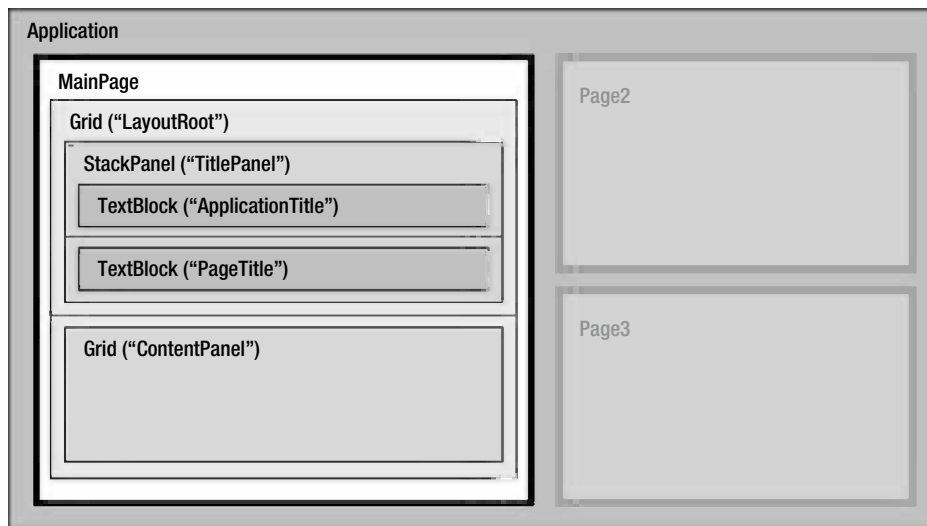 Application
MainPage
Grid (“LayoutRoot”)
StackPanel (“TitlePanel”)
TextBlock (“ApplicationTitle”)
TextBlock (“PageTitle”)
Grid (“ContentPanel”)
Page2
Page3